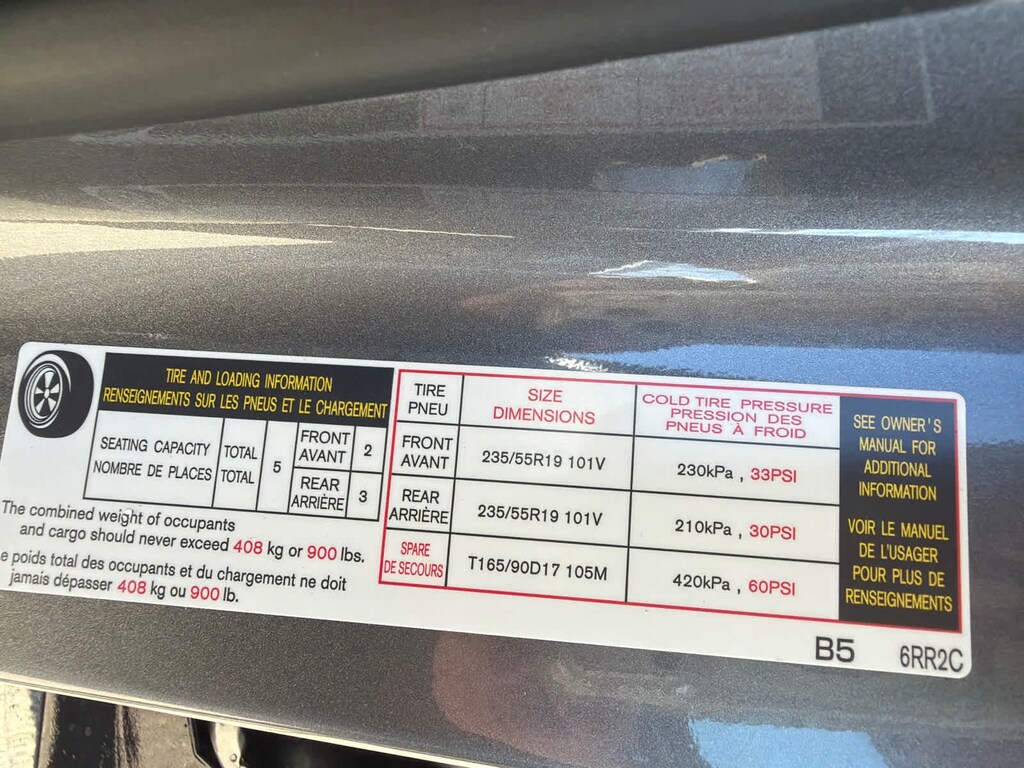 TIRE AND LOADING INFORMATION
RENSEIGNEMENTS SUR LES PNEUS ET LE CHARGEMENT
SEATING CAPACITY
NOMBRE DE PLACES
TOTAL
TOTAL
5
FRONT
AVANT
2
REAR
ARRIÈRE
3
The combined weight of occupants
and cargo should never exceed 408 kg or 900 lbs.
e poids total des occupants et du chargement ne doit
jamais dépasser 408 kg ou 900 lb.
TIRE
PNEU
SIZE
DIMENSIONS
COLD TIRE PRESSURE
PRESSION DES
PNEUS À FROID
FRONT
AVANT
235/55R19 101V
230kPa , 33PSI
REAR
ARRIÈRE
235/55R19 101V
210kPa , 30PSI
SPARE
DE SECOURS
T165/90D17 105M
420kPa , 60PSI
SEE OWNER'S
MANUAL FOR
ADDITIONAL
INFORMATION
VOIR LE MANUEL
DE L'USAGER
POUR PLUS DE
RENSEIGNEMENTS
B5 6RR2C